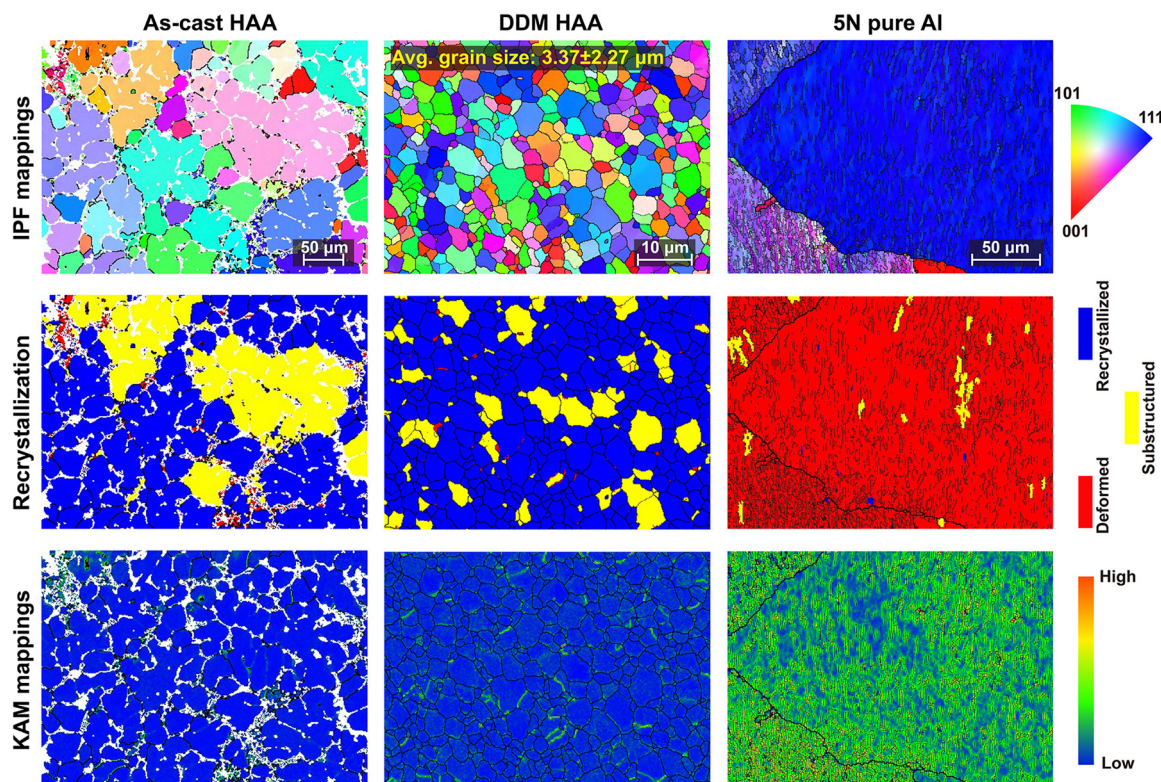 As-cast HAA
DDM HAA
5N pure Al
IPF mappings
Avg. grain size: 3.37±2.27 μm
50 μm
10 μm
50 μm
101
111
001
Recrystallization
Recrystallized
Substructured
Deformed
KAM mappings
High
Low